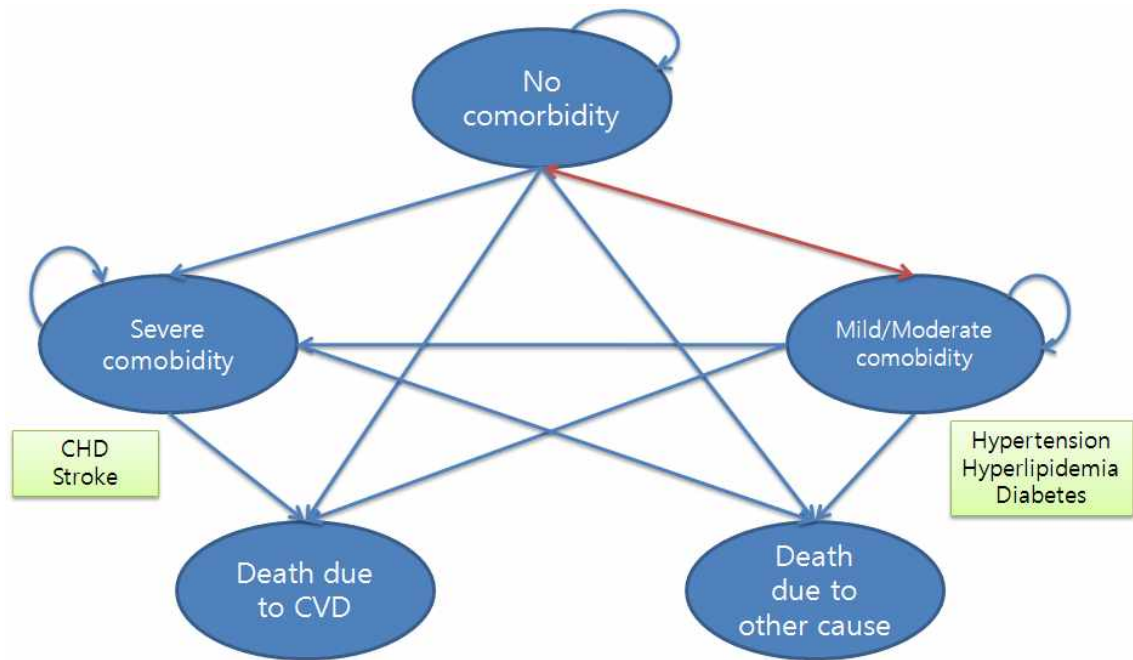 No
comorbidity
Severe
comobidity
Mild/Moderate
comobidity
CHD
Stroke
Hypertension
Hyperlipidemia
Diabetes
Death due
to CVD
Death
due to
other cause